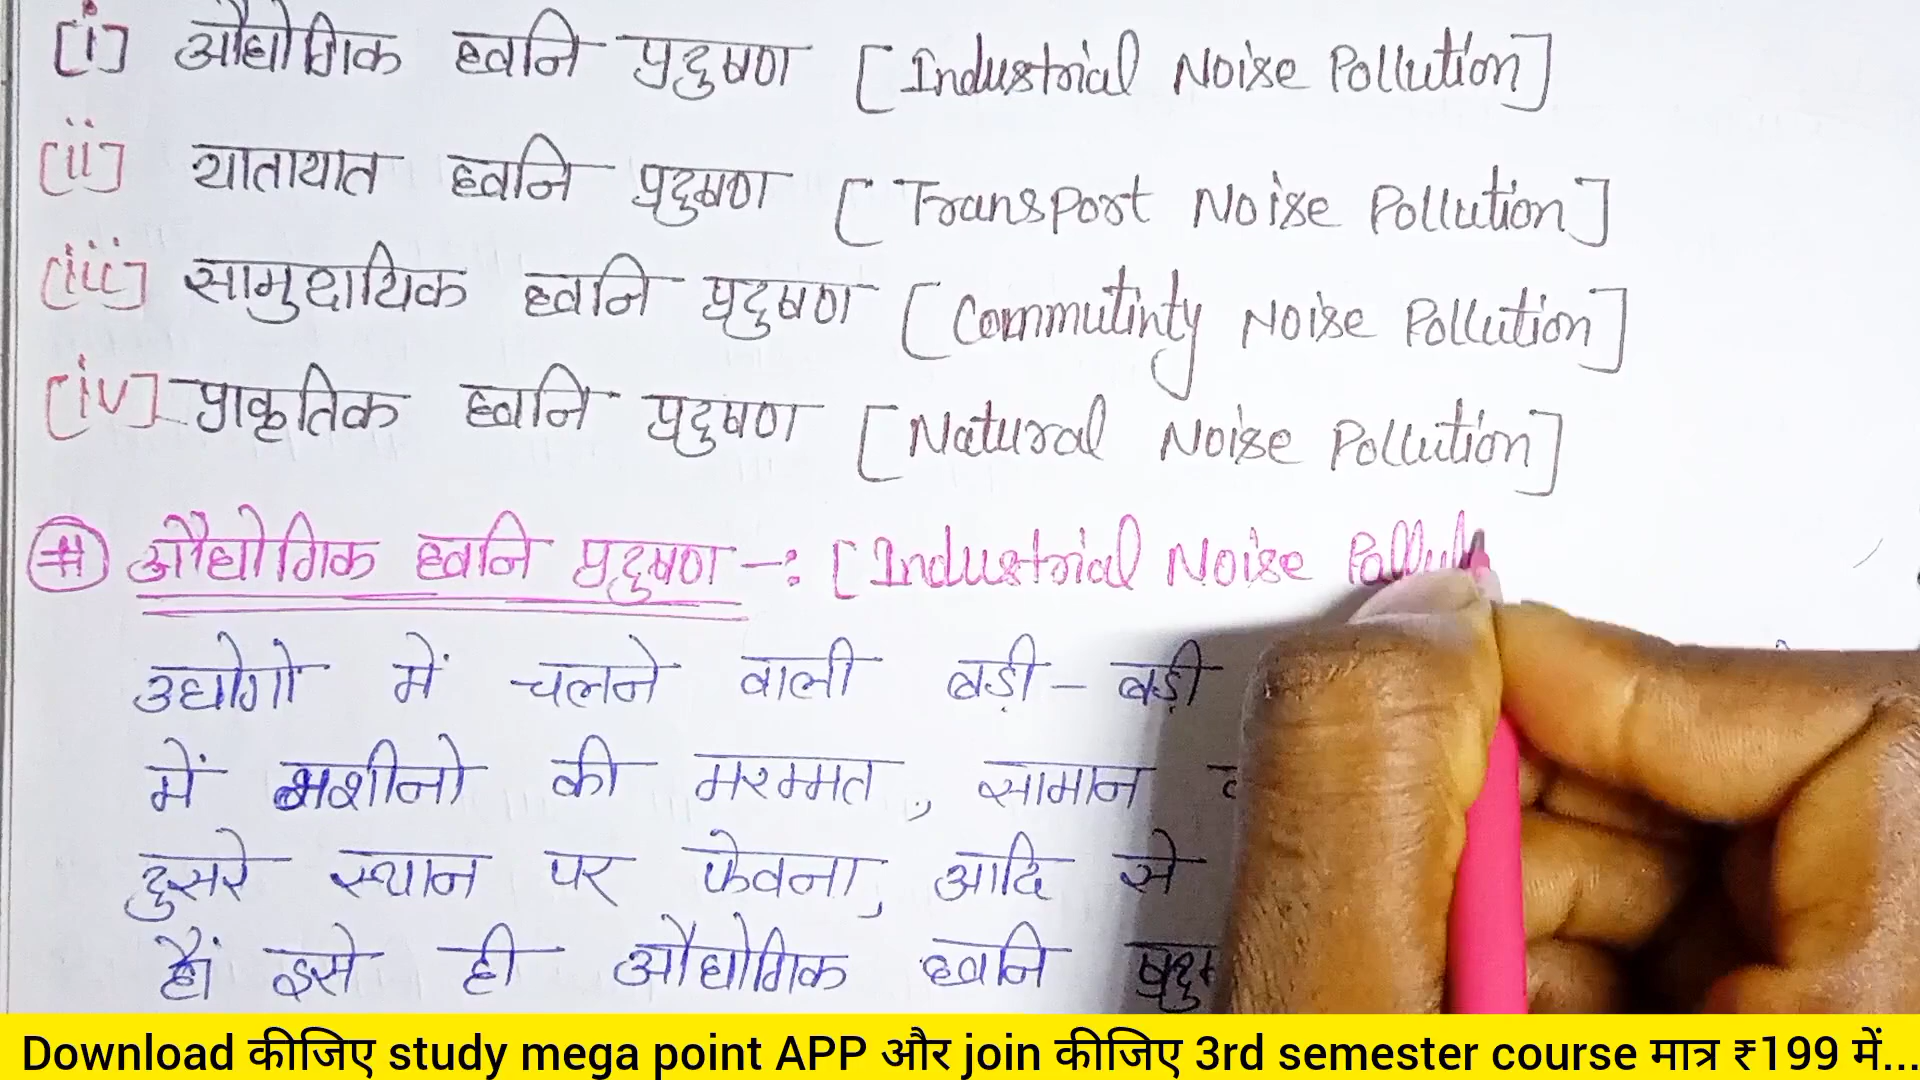 [i] औद्योगिक ध्वनि प्रदुषण [Industrial Noise Pollution]
[ii] यातायात ध्वनि प्रदुषण [Transport Noise Pollution]
[iii] सामुदायिक ध्वनि प्रदुषण [Commutinty Noise Pollution]
[iv] प्राकृतिक ध्वनि प्रदुषण [Natural Noise Pollution]
# औद्योगिक ध्वनि प्रदुषण -: [Industrial Noise
उद्योगो में चलने वाली बड़ी - बड़ी
में मशीनो की मरम्मत, सामान
दुसरे स्थान पर फेकना, आदि से
हैं। इसे ही औद्योगिक ध्वनि
Download कीजिए study mega point APP और join कीजिए 3rd semester course मात्र ₹199 में...